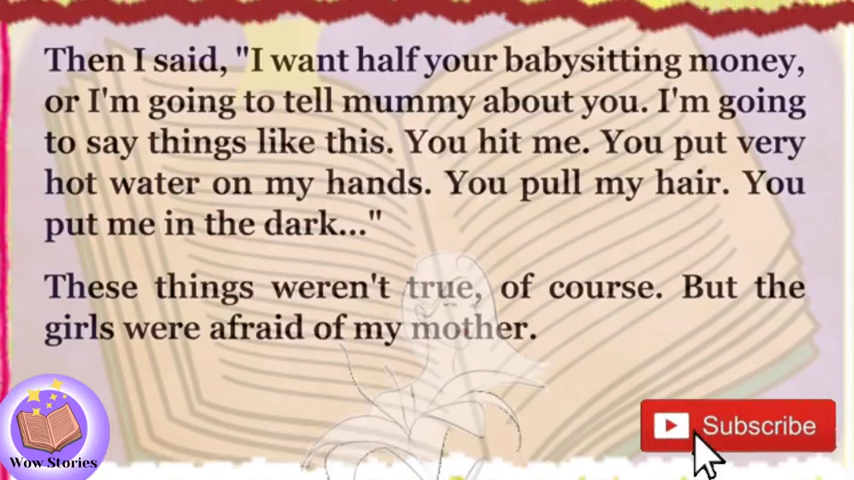 Then I said, "I want half your babysitting money,
or I'm going to tell mummy about you. I'm going
to say things like this. You hit me. You put very
hot water on my hands. You pull my hair. You
put me in the dark..."
These things weren't true, of course. But the
girls were afraid of my mother.
Subscribe
Wow Stories